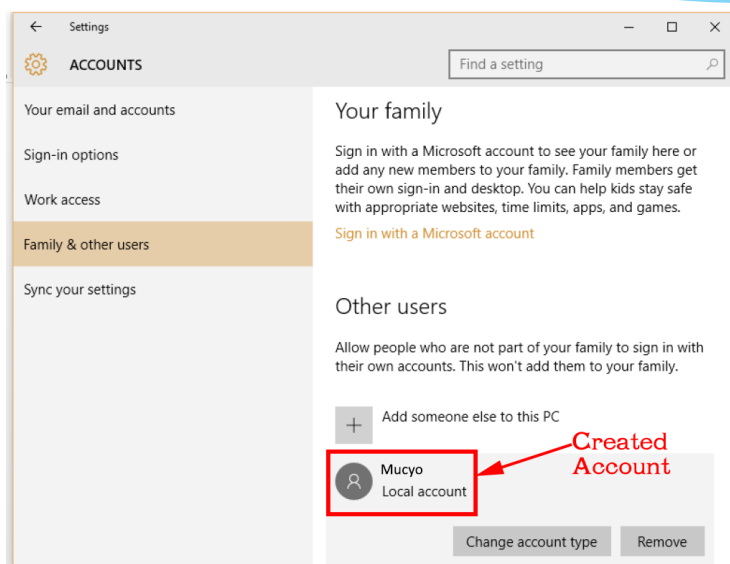 Settings
ACCOUNTS
Find a setting
Your email and accounts
Sign-in options
Work access
Family & other users
Sync your settings
Your family
Sign in with a Microsoft account to see your family here or
add any new members to your family. Family members get
their own sign-in and desktop. You can help kids stay safe
with appropriate websites, time limits, apps, and games.
Sign in with a Microsoft account
Other users
Allow people who are not part of your family to sign in with
their own accounts. This won't add them to your family.
Add someone else to this PC
Created
Account
Mucyo
Local account
Change account type
Remove